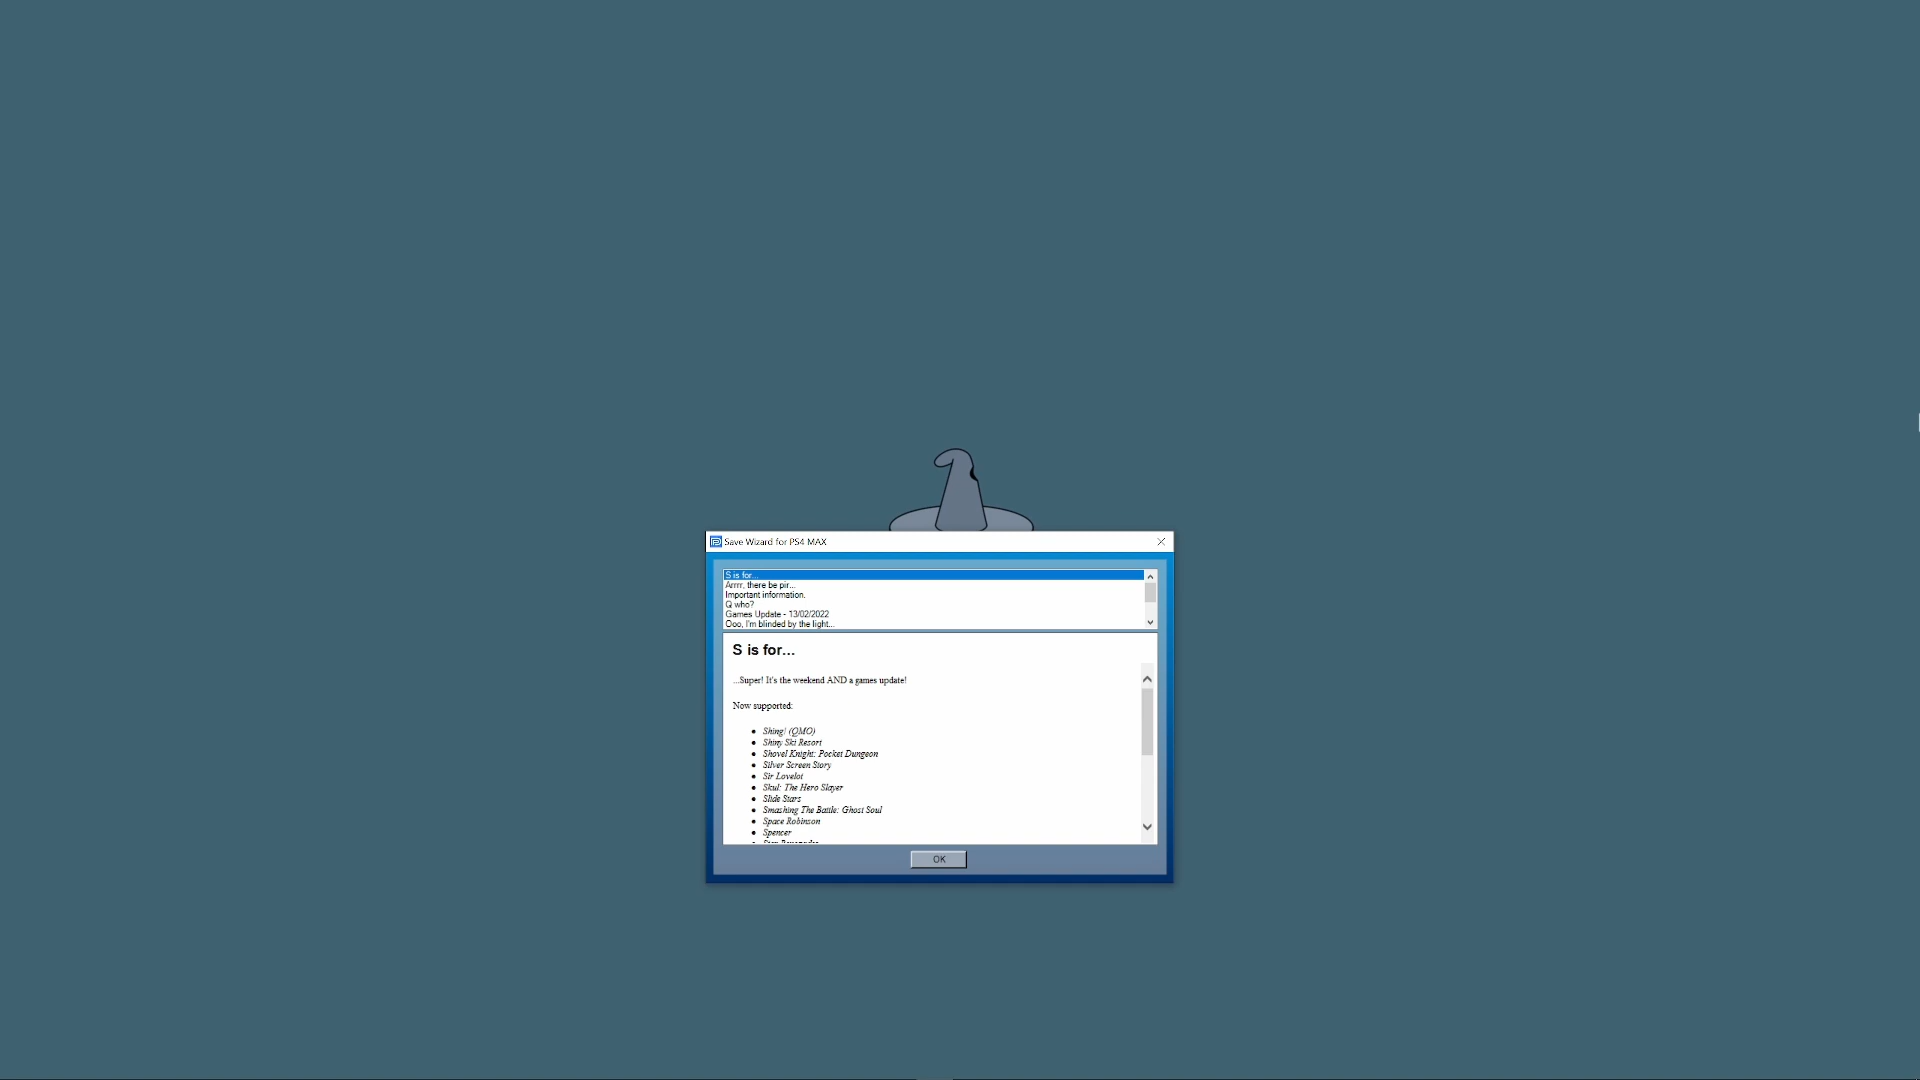 Save Wizard for PS4 MAX
S is for...
Arrrr, there be pir...
Important information.
Q who?
Games Update - 13/02/2022
Ooo, I'm blinded by the light...
S is for...
...Super! It's the weekend AND a games update!
Now supported:
Shing! (QMO)
Shiny Ski Resort
Shovel Knight: Pocket Dungeon
Silver Screen Story
Sir Lovelot
Skul: The Hero Slayer
Slide Stars
Smashing The Battle: Ghost Soul
Space Robinson
Spencer
OK